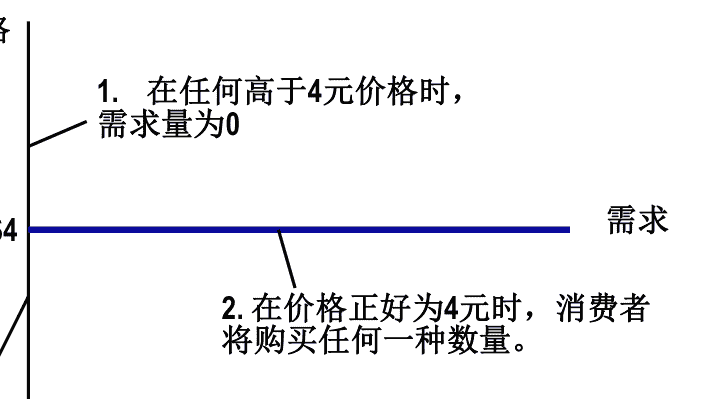 格
1. 在任何高于4元价格时，
需求量为0
$4
需求
2. 在价格正好为4元时，消费者
将购买任何一种数量。